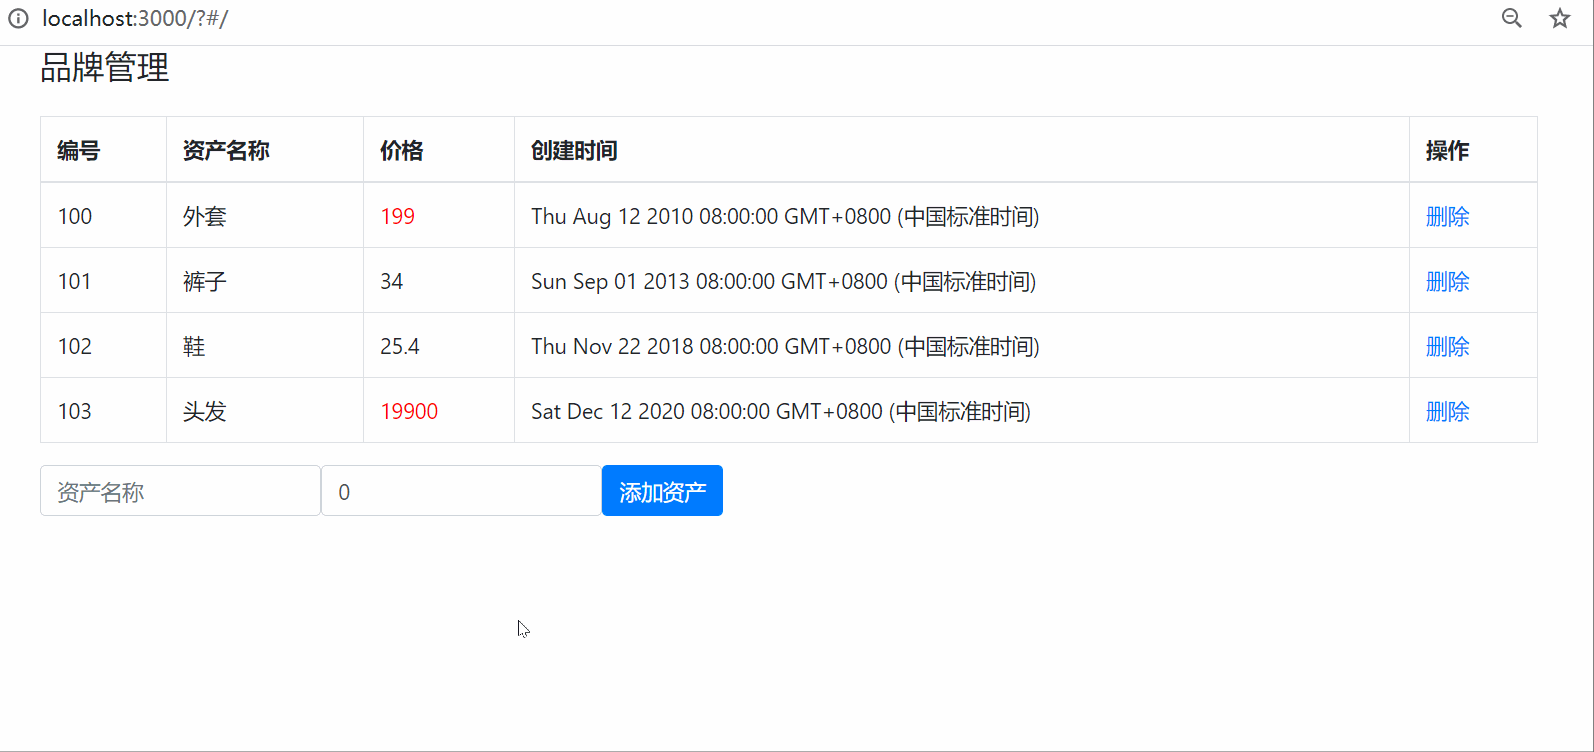 localhost:3000/?#/
品牌管理
编号 资产名称 价格 创建时间 操作
100 外套 199 Thu Aug 12 2010 08:00:00 GMT+0800 (中国标准时间) 删除
101 裤子 34 Sun Sep 01 2013 08:00:00 GMT+0800 (中国标准时间) 删除
102 鞋 25.4 Thu Nov 22 2018 08:00:00 GMT+0800 (中国标准时间) 删除
103 头发 19900 Sat Dec 12 2020 08:00:00 GMT+0800 (中国标准时间) 删除
资产名称 0 添加资产